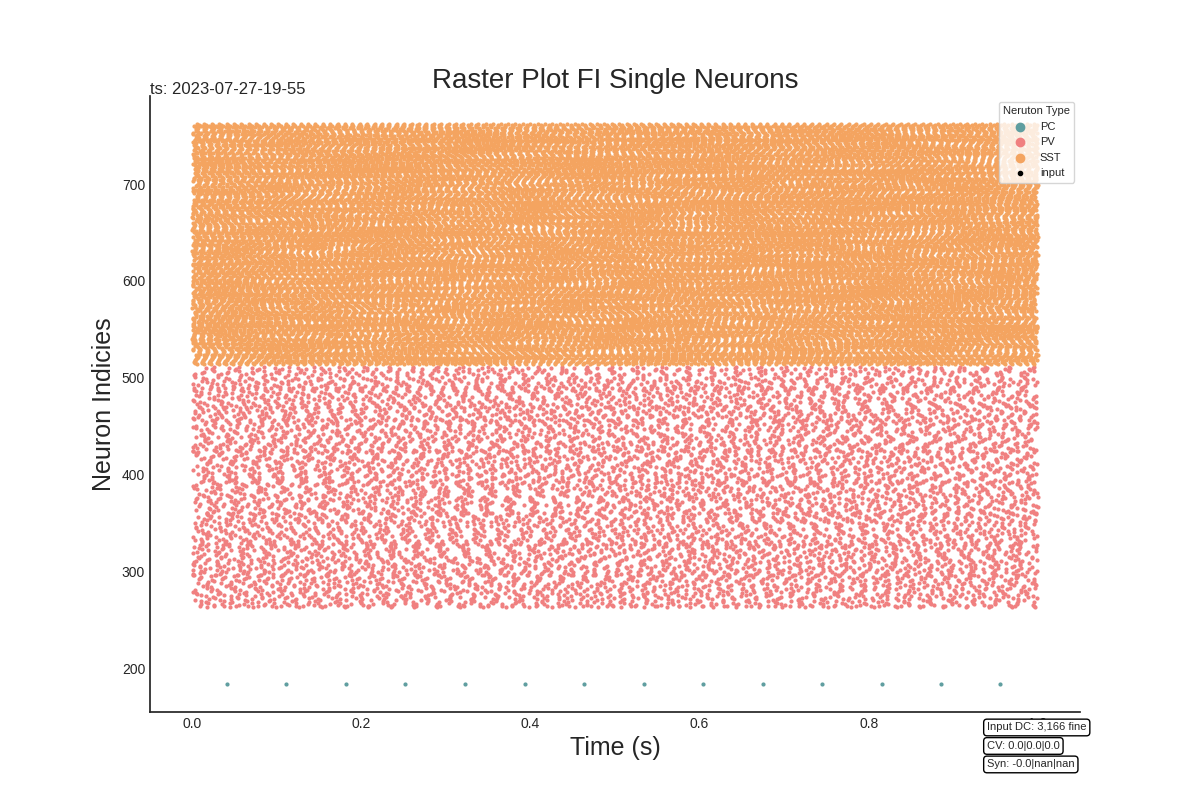 Raster Plot FI Single Neurons
ts: 2023-07-27-19-55
Neruton Type
PC
PV
SST
input
Neuron Indicies
700
600
500
400
300
200
0.0 0.2 0.4 0.6 0.8
Time (s)
Input DC: 3,166 fine
CV: 0.0|0.0|0.0
Syn: -0.0|nan|nan